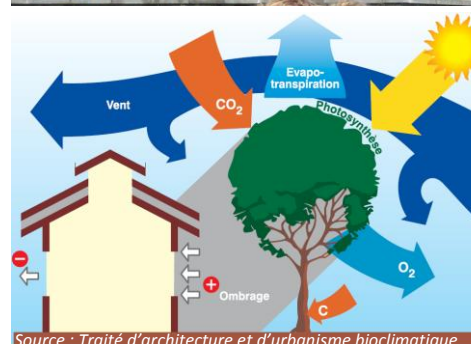 Evapo-
transpiration
Vent
CO₂
Photosynthèse
O₂
Ombrage
C
Source : Traité d'architecture et d'urbanisme bioclimatique